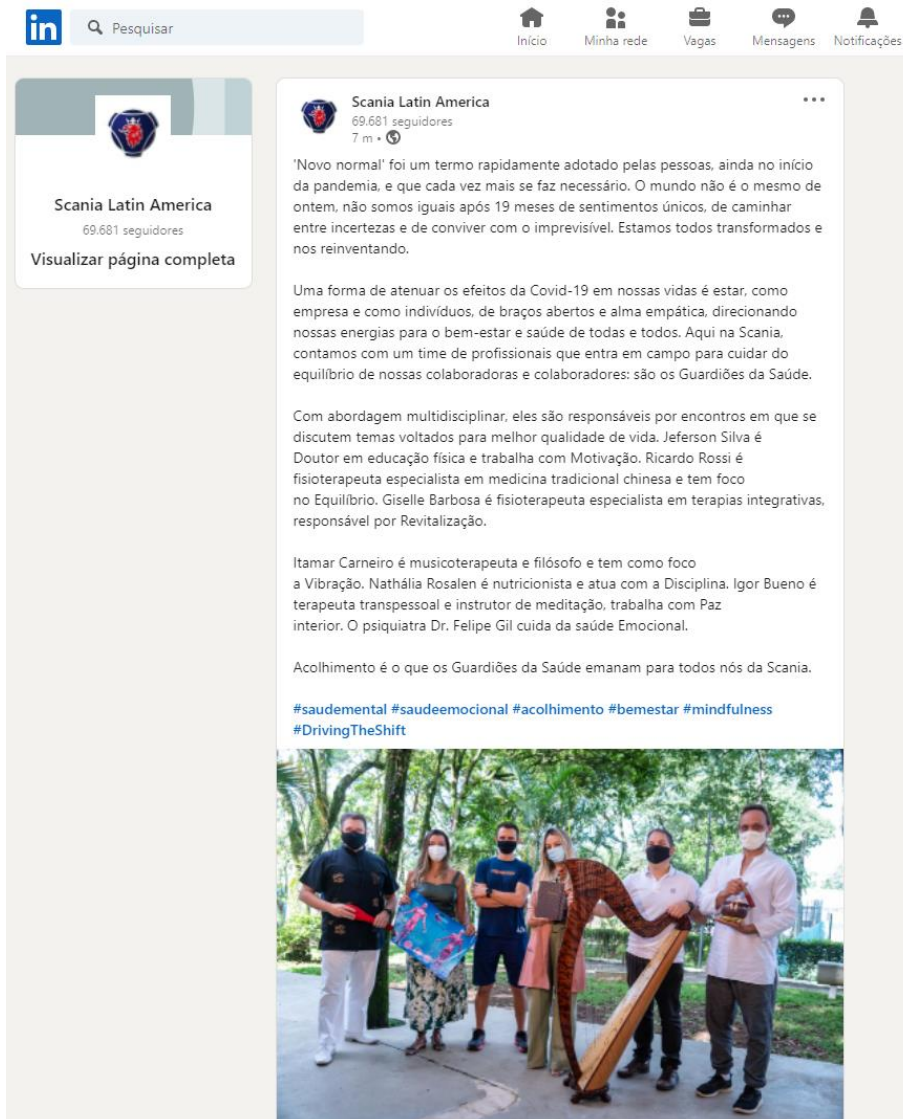 in
Pesquisar
Início
Minha rede
Vagas
Mensagens
Notificações
Scania Latin America
69.681 seguidores
Visualizar página completa
Scania Latin America
69.681 seguidores
7 m •
'Novo normal' foi um termo rapidamente adotado pelas pessoas, ainda no início
da pandemia, e que cada vez mais se faz necessário. O mundo não é o mesmo de
ontem, não somos iguais após 19 meses de sentimentos únicos, de caminhar
entre incertezas e de conviver com o imprevisível. Estamos todos transformados e
nos reinventando.
Uma forma de atenuar os efeitos da Covid-19 em nossas vidas é estar, como
empresa e como indivíduos, de braços abertos e alma empática, direcionando
nossas energias para o bem-estar e saúde de todas e todos. Aqui na Scania,
contamos com um time de profissionais que entra em campo para cuidar do
equilíbrio de nossas colaboradoras e colaboradores: são os Guardiões da Saúde.
Com abordagem multidisciplinar, eles são responsáveis por encontros em que se
discutem temas voltados para melhor qualidade de vida. Jeferson Silva é
Doutor em educação física e trabalha com Motivação. Ricardo Rossi é
fisioterapeuta especialista em medicina tradicional chinesa e tem foco
no Equilíbrio. Giselle Barbosa é fisioterapeuta especialista em terapias integrativas,
responsável por Revitalização.
Itamar Carneiro é musicoterapeuta e filósofo e tem como foco
a Vibração. Nathália Rosalen é nutricionista e atua com a Disciplina. Igor Bueno é
terapeuta transpessoal e instrutor de meditação, trabalha com Paz
interior. O psiquiatra Dr. Felipe Gil cuida da saúde Emocional.
Acolhimento é o que os Guardiões da Saúde emanam para todos nós da Scania.
#saudemental #saudeemocional #acolhimento #bemestar #mindfulness
#DrivingTheShift